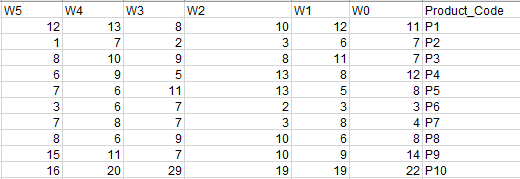 W5 W4 W3 W2 W1 W0 Product_Code
12 13 8 10 12 11 P1
1 7 2 3 6 7 P2
8 10 9 8 11 7 P3
6 9 5 13 8 12 P4
7 6 11 13 5 8 P5
3 6 7 2 3 3 P6
7 8 7 3 8 4 P7
8 6 9 10 6 8 P8
15 11 7 10 9 14 P9
16 20 29 19 19 22 P10